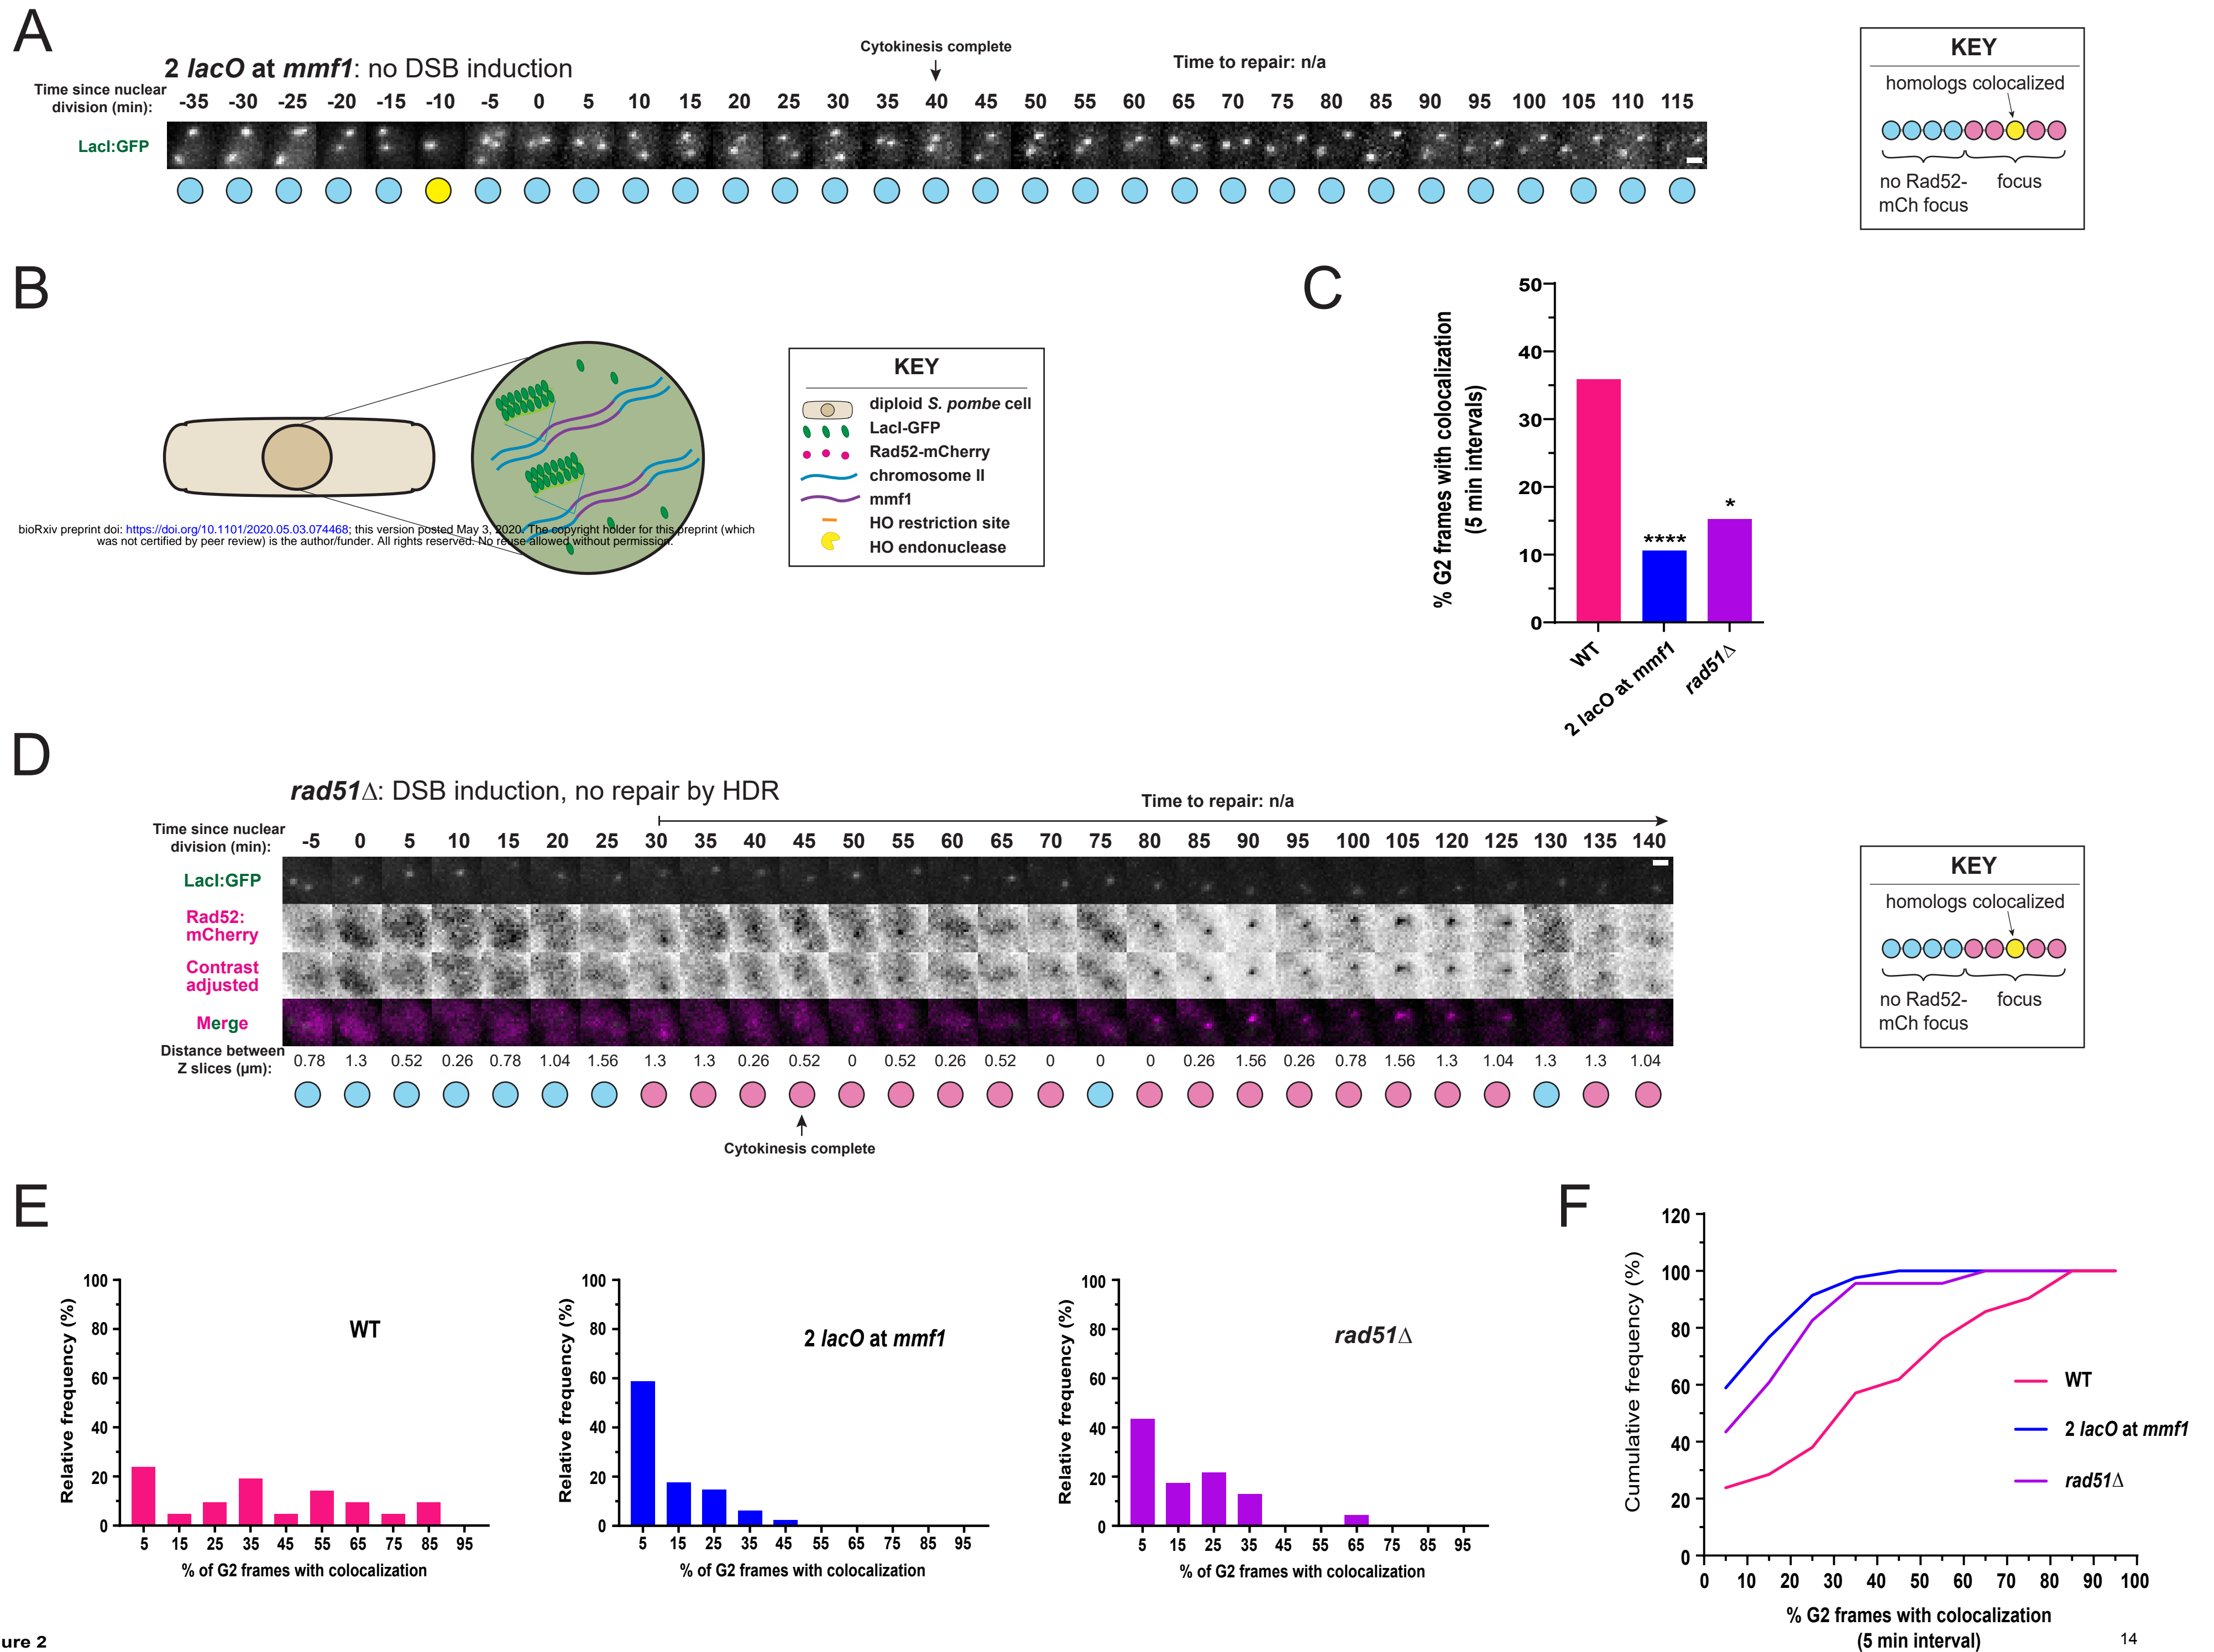 A
2 lacO at mmf1: no DSB induction
Cytokinesis complete
Time to repair: n/a
Time since nuclear
division (min):
-35 -30 -25 -20 -15 -10 -5 0 5 10 15 20 25 30 35 40 45 50 55 60 65 70 75 80 85 90 95 100 105 110 115
LacI:GFP
KEY
homologs colocalized
no Rad52-
mCh focus
focus
B
KEY
diploid S. pombe cell
LacI-GFP
Rad52-mCherry
chromosome II
mmf1
HO restriction site
HO endonuclease
bioRxiv preprint doi: https://doi.org/10.1101/2020.05.03.074468; this version posted May 3, 2020. The copyright holder for this preprint (which
was not certified by peer review) is the author/funder. All rights reserved. No reuse allowed without permission.
C
% G2 frames with colocalization
(5 min intervals)
50
40
30
20
10
0
****
*
WT
2 lacO at mmf1
rad51Δ
D
rad51Δ: DSB induction, no repair by HDR
Time to repair: n/a
Time since nuclear
division (min):
-5 0 5 10 15 20 25 30 35 40 45 50 55 60 65 70 75 80 85 90 95 100 105 120 125 130 135 140
LacI:GFP
Rad52:
mCherry
Contrast
adjusted
Merge
Distance between
Z slices (µm):
0.78 1.3 0.52 0.26 0.78 1.04 1.56 1.3 1.3 0.26 0.52 0 0.52 0.26 0.52 0 0 0 0.26 1.56 0.26 0.78 1.56 1.3 1.04 1.3 1.3 1.04
Cytokinesis complete
KEY
homologs colocalized
no Rad52-
mCh focus
focus
E
Relative frequency (%)
100
80
60
40
20
0
WT
5 15 25 35 45 55 65 75 85 95
% of G2 frames with colocalization
Relative frequency (%)
100
80
60
40
20
0
2 lacO at mmf1
5 15 25 35 45 55 65 75 85 95
% of G2 frames with colocalization
Relative frequency (%)
100
80
60
40
20
0
rad51Δ
5 15 25 35 45 55 65 75 85 95
% of G2 frames with colocalization
F
Cumulative frequency (%)
120
100
80
60
40
20
0
WT
2 lacO at mmf1
rad51Δ
0 10 20 30 40 50 60 70 80 90 100
% G2 frames with colocalization
(5 min interval)
ure 2
14